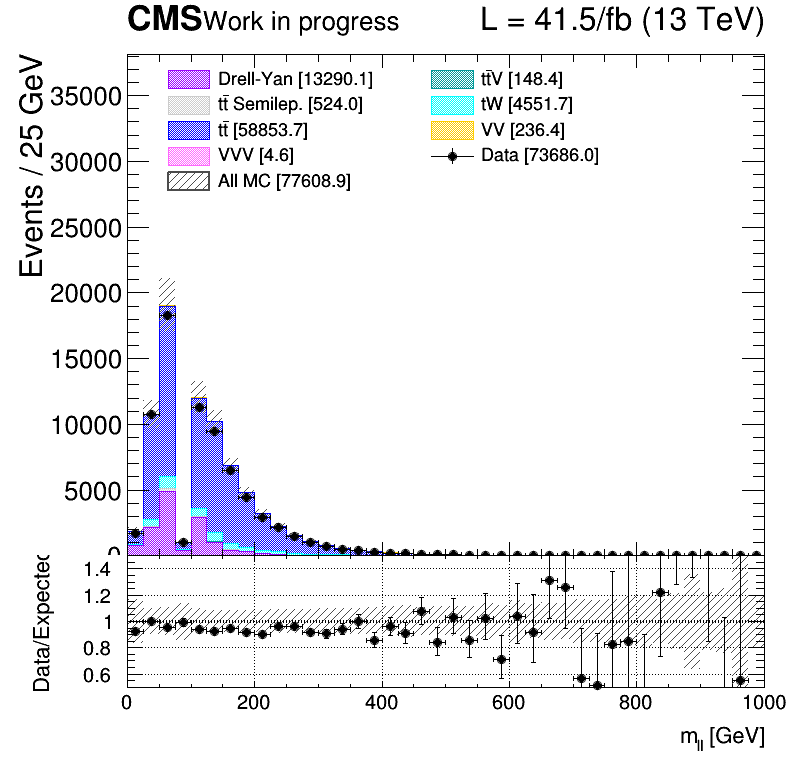 CMS Work in progress L = 41.5/fb (13 TeV)
Events / 25 GeV
Drell-Yan [13290.1]
tt̄ Semilep. [524.0]
tt̄ [58853.7]
VVV [4.6]
All MC [77608.9]
tt̄V [148.4]
tW [4551.7]
VV [236.4]
Data [73686.0]
35000
30000
25000
20000
15000
10000
5000
0
Data/Expected
1.4
1.2
1
0.8
0.6
0 200 400 600 800 1000
m_ll [GeV]